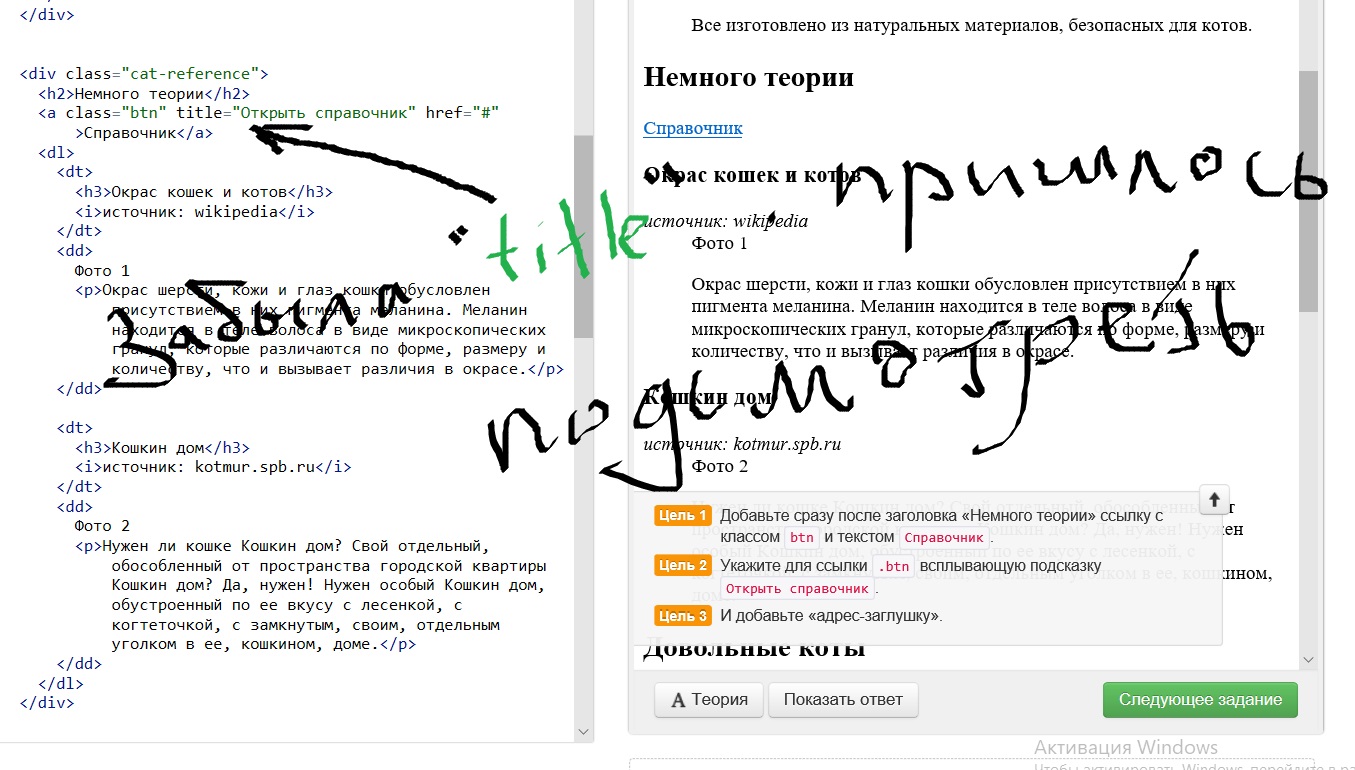 </div>
<div class="cat-reference">
<h2>Немного теории</h2>
<a class="btn" title="Открыть справочник" href="#"
>Справочник</a>
<dl>
<dt>
<h3>Окрас кошек и котов</h3>
<i>источник: wikipedia</i>
</dt>
<dd>
Фото 1
<p>Окрас шерсти, кожи и глаз кошки обусловлен
присутствием в них пигмента меланина. Меланин
находится в теле волоса в виде микроскопических
гранул, которые различаются по форме, размеру и
количеству, что и вызывает различия в окрасе.</p>
</dd>
<dt>
<h3>Кошкин дом</h3>
<i>источник: kotmur.spb.ru</i>
</dt>
<dd>
Фото 2
<p>Нужен ли кошке Кошкин дом? Свой отдельный,
обособленный от пространства городской квартиры
Кошкин дом? Да, нужен! Нужен особый Кошкин дом,
обустроенный по ее вкусу с лесенкой, с
когтеточкой, с замкнутым, своим, отдельным
уголком в ее, кошкином, доме.</p>
</dd>
</dl>
</div>
Забыла "title" - пришлось
подсмотреть
Все изготовлено из натуральных материалов, безопасных для котов.
Немного теории
Справочник
Окрас кошек и котов
источник: wikipedia
Фото 1
Окрас шерсти, кожи и глаз кошки обусловлен присутствием в них
пигмента меланина. Меланин находится в теле волоса в виде
микроскопических гранул, которые различаются по форме, размеру и
количеству, что и вызывает различия в окрасе.
Кошкин дом
источник: kotmur.spb.ru
Фото 2
Цель 1 Добавьте сразу после заголовка «Немного теории» ссылку с
классом btn и текстом Справочник.
Цель 2 Укажите для ссылки .btn всплывающую подсказку
Открыть справочник.
Цель 3 И добавьте «адрес-заглушку».
Довольные коты
Теория
Показать ответ
Следующее задание
Активация Windows